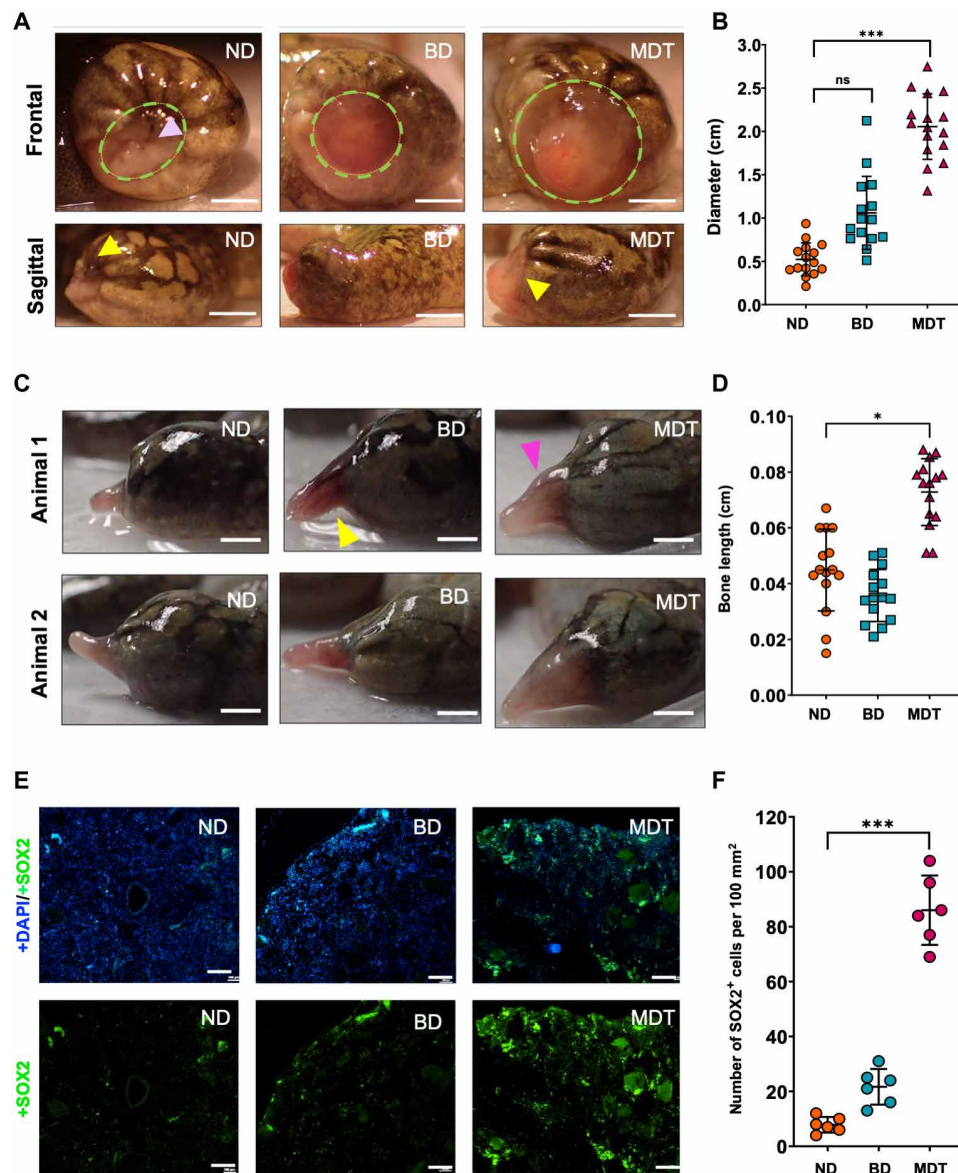 A
ND
BD
MDT
Frontal
ND
BD
MDT
Sagittal
B
***
ns
Diameter (cm)
3.0
2.5
2.0
1.5
1.0
0.5
0.0
ND BD MDT
C
ND
BD
MDT
Animal 1
ND
BD
MDT
Animal 2
D
*
Bone length (cm)
0.10
0.08
0.06
0.04
0.02
0.00
ND BD MDT
E
ND
BD
MDT
+DAPI/+SOX2
ND
BD
MDT
+SOX2
F
***
Number of SOX2⁺ cells per 100 mm²
120
100
80
60
40
20
0
ND BD MDT